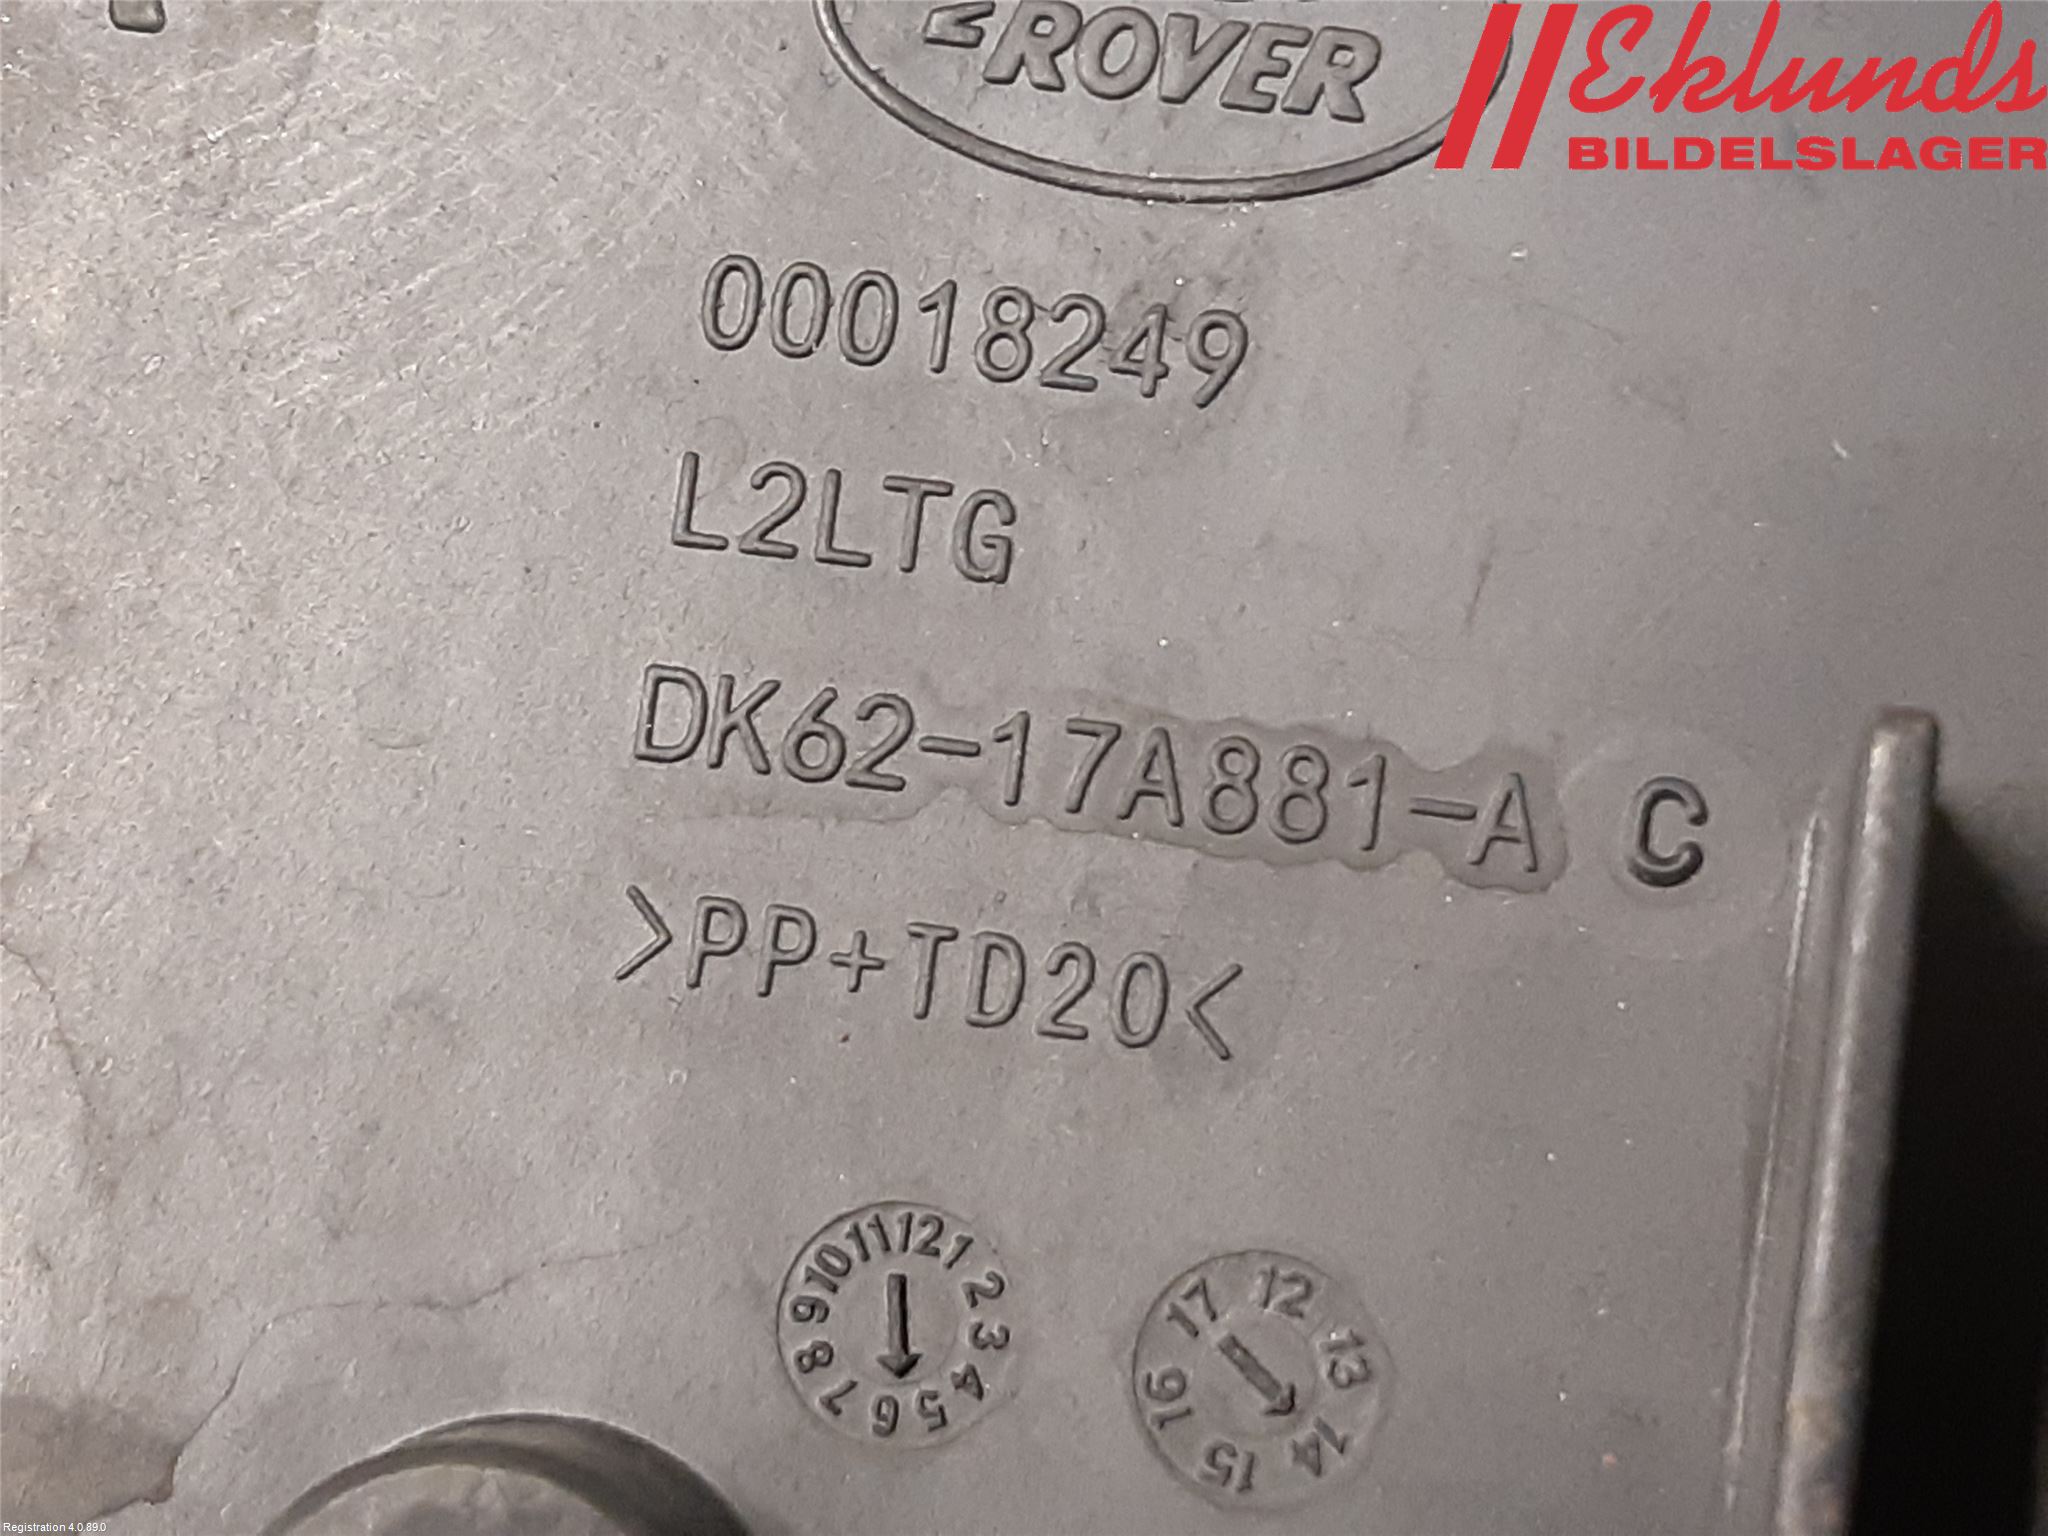 ROVER
Eklunds
BILDELSLAGER
00018249
L2LTG
DK62-17A881-A C
>PP+TD20<
1 2 3 4 5 6 7 8 9 10 11 12
12 13 14 15 16 17
Registration 4.0.89.0